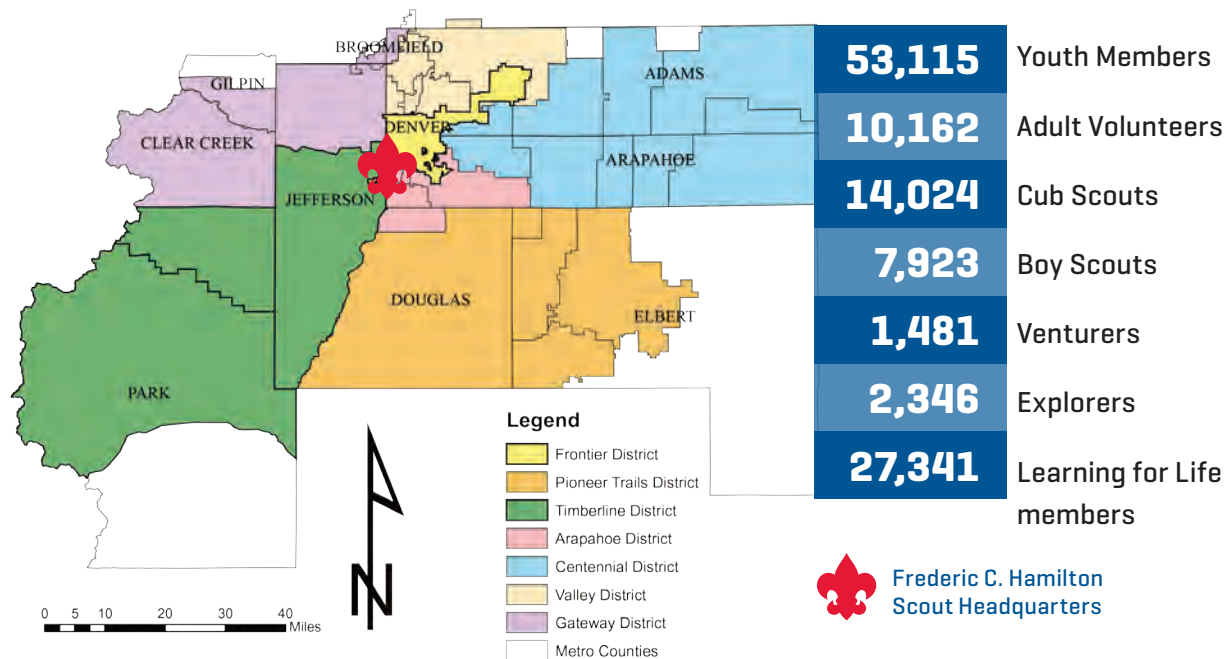 BROOMFIELD
GILPIN
ADAMS
DENVER
CLEAR CREEK
ARAPAHOE
JEFFERSON
DOUGLAS
ELBERT
PARK
N
0 5 10 20 30 40
Miles
Legend
Frontier District
Pioneer Trails District
Timberline District
Arapahoe District
Centennial District
Valley District
Gateway District
Metro Counties
53,115 Youth Members
10,162 Adult Volunteers
14,024 Cub Scouts
7,923 Boy Scouts
1,481 Venturers
2,346 Explorers
27,341 Learning for Life
members
Frederic C. Hamilton
Scout Headquarters